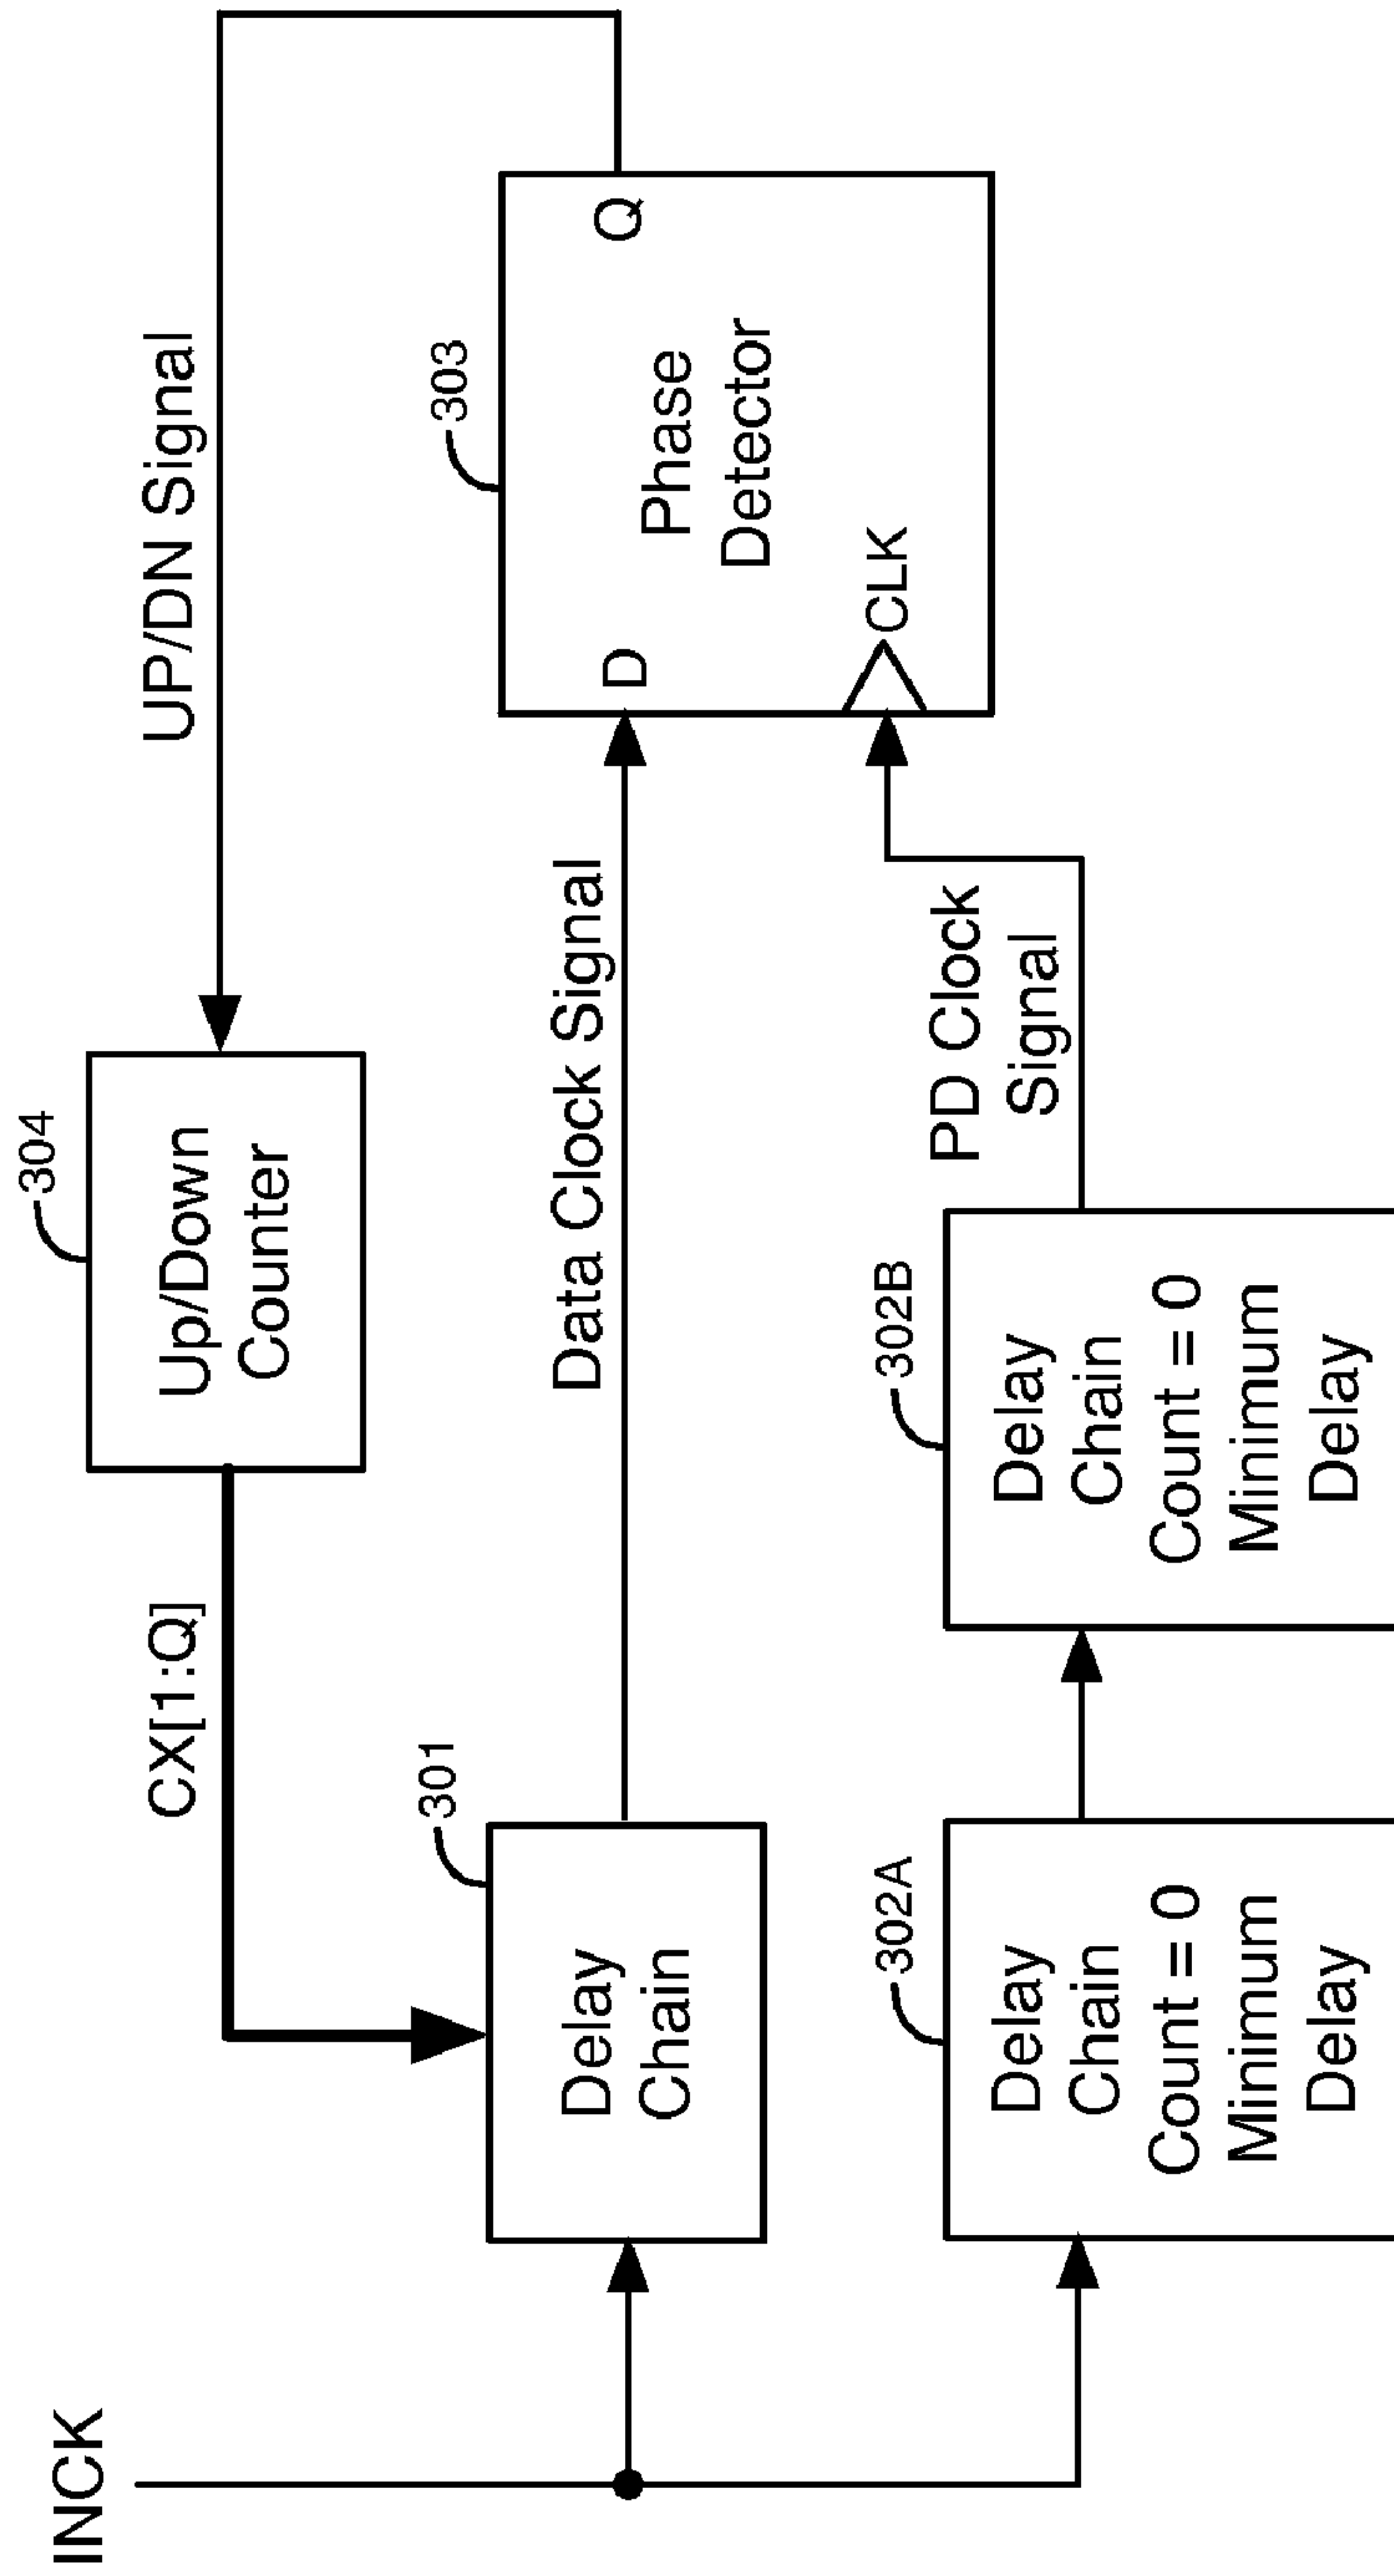 304
Up/Down
Counter
UP/DN Signal
CX[1:Q]
INCK
301
Delay
Chain
Data Clock Signal
303
D
Q
Phase
Detector
CLK
302A
Delay
Chain
Count = 0
Minimum
Delay
302B
Delay
Chain
Count = 0
Minimum
Delay
PD Clock
Signal